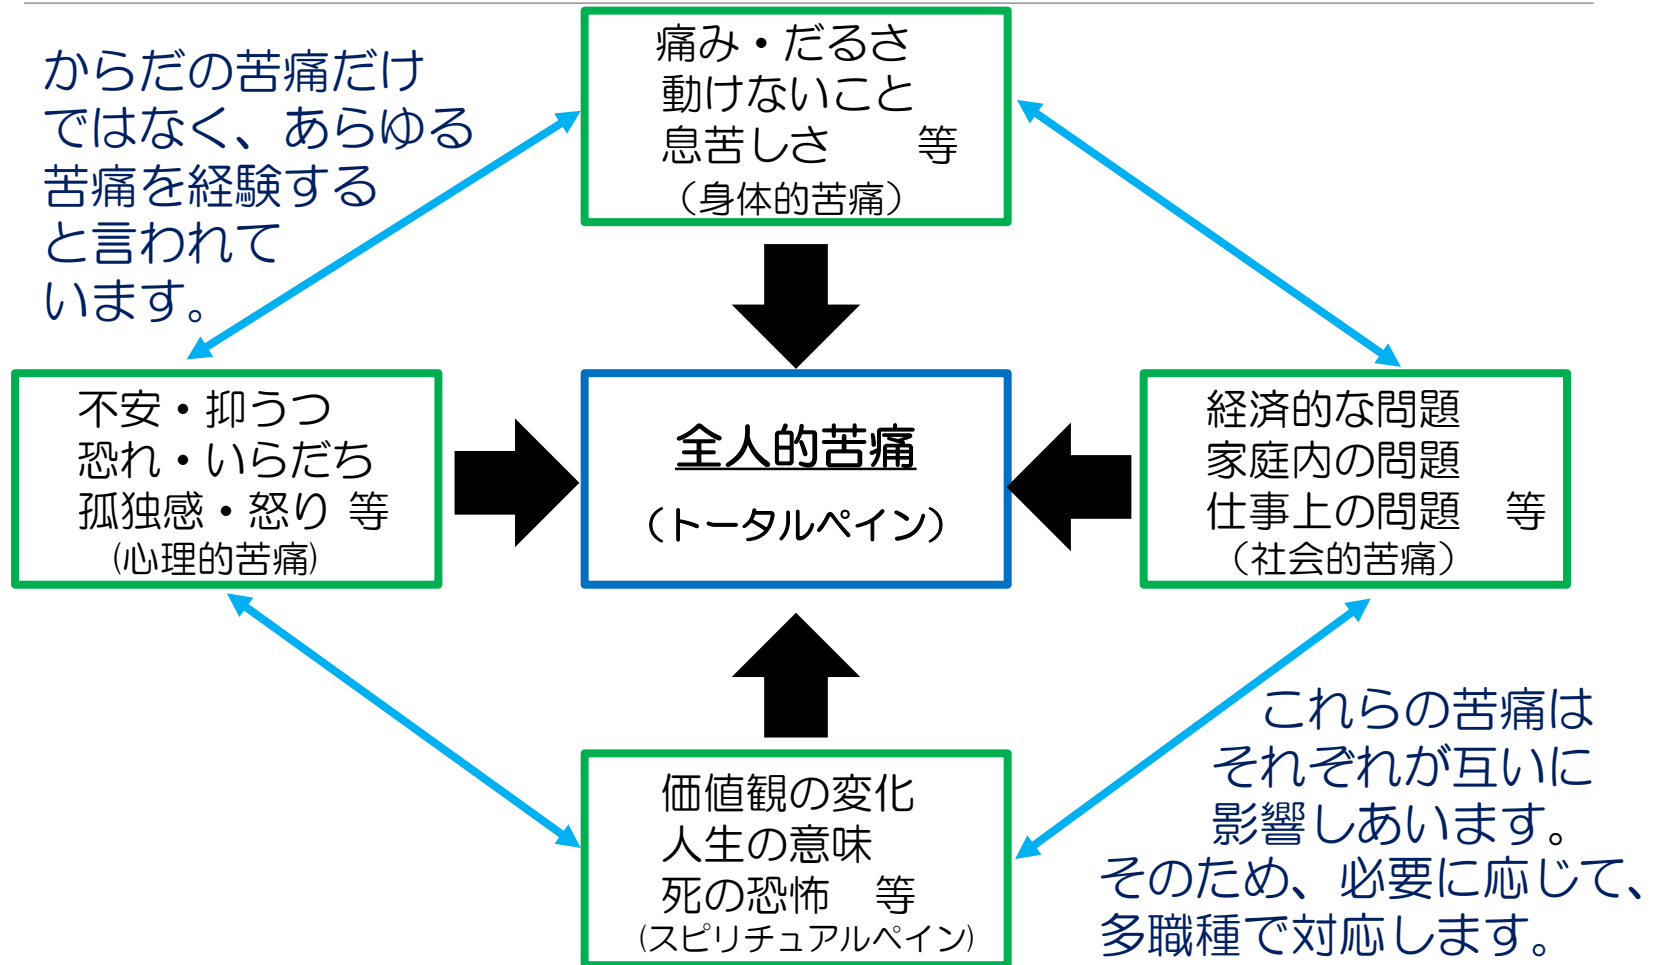 からだの苦痛だけ
ではなく、あらゆる
苦痛を経験する
と言われて
います。
痛み・だるさ
動けないこと
息苦しさ　　等
（身体的苦痛）
不安・抑うつ
恐れ・いらだち
孤独感・怒り 等
(心理的苦痛)
全人的苦痛
（トータルペイン）
経済的な問題
家庭内の問題
仕事上の問題　等
（社会的苦痛）
価値観の変化
人生の意味
死の恐怖　等
(スピリチュアルペイン)
これらの苦痛は
それぞれが互いに
影響しあいます。
そのため、必要に応じて、
多職種で対応します。